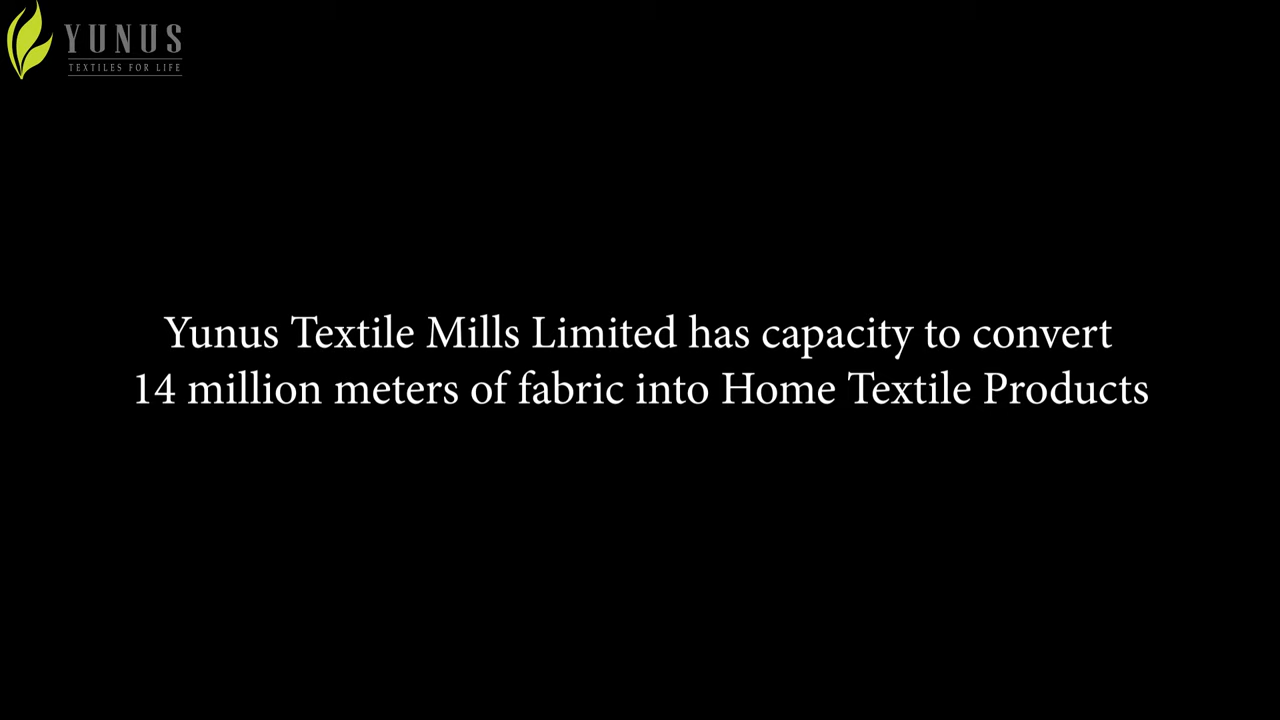 YUNUS
TEXTILES FOR LIFE
Yunus Textile Mills Limited has capacity to convert
14 million meters of fabric into Home Textile Products